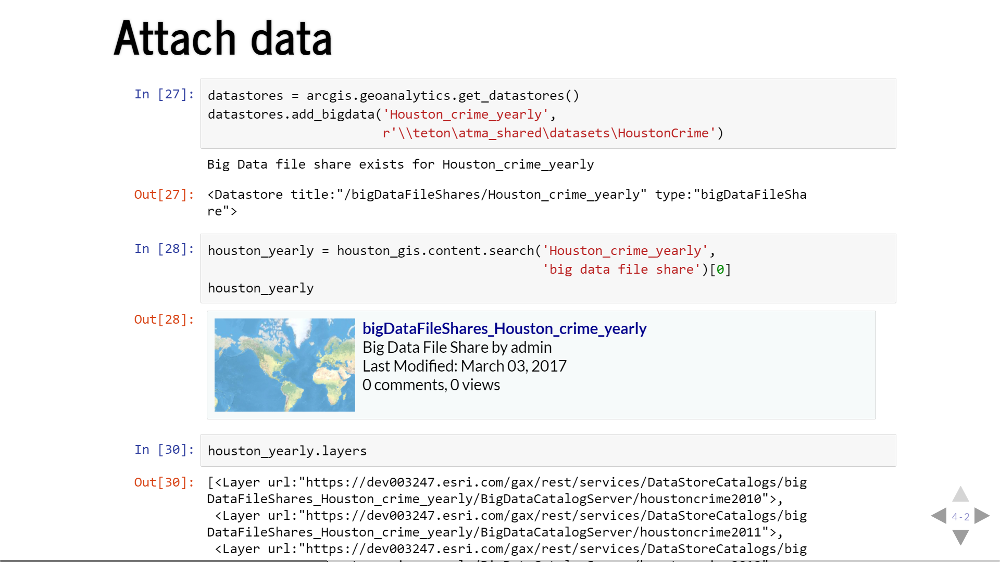 Attach data
In [27]: datastores = arcgis.geoanalytics.get_datastores()
datastores.add_bigdata('Houston_crime_yearly',
r'\\teton\atma_shared\datasets\HoustonCrime')
Big Data file share exists for Houston_crime_yearly
Out[27]: <Datastore title:"/bigDataFileShares/Houston_crime_yearly" type:"bigDataFileSha
re">
In [28]: houston_yearly = houston_gis.content.search('Houston_crime_yearly',
'big data file share')[0]
houston_yearly
Out[28]: bigDataFileShares_Houston_crime_yearly
Big Data File Share by admin
Last Modified: March 03, 2017
0 comments, 0 views
In [30]: houston_yearly.layers
Out[30]: [<Layer url:"https://dev003247.esri.com/gax/rest/services/DataStoreCatalogs/big
DataFileShares_Houston_crime_yearly/BigDataCatalogServer/houstoncrime2010">,
<Layer url:"https://dev003247.esri.com/gax/rest/services/DataStoreCatalogs/big
DataFileShares_Houston_crime_yearly/BigDataCatalogServer/houstoncrime2011">,
<Layer url:"https://dev003247.esri.com/gax/rest/services/DataStoreCatalogs/big
4-2